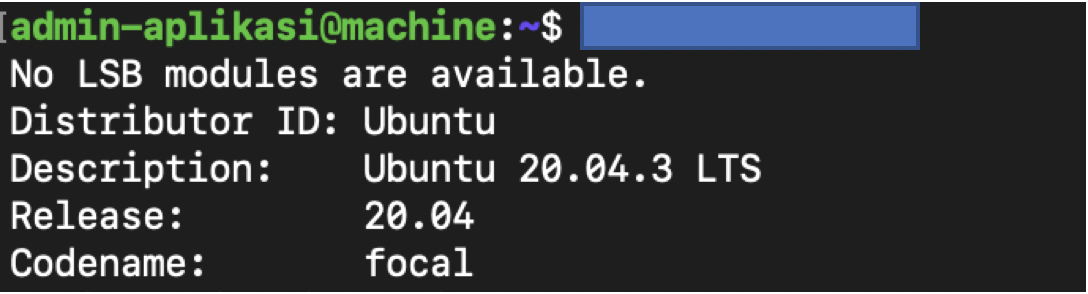 [admin-aplikasi@machine:~$
No LSB modules are available.
Distributor ID: Ubuntu
Description: Ubuntu 20.04.3 LTS
Release: 20.04
Codename: focal